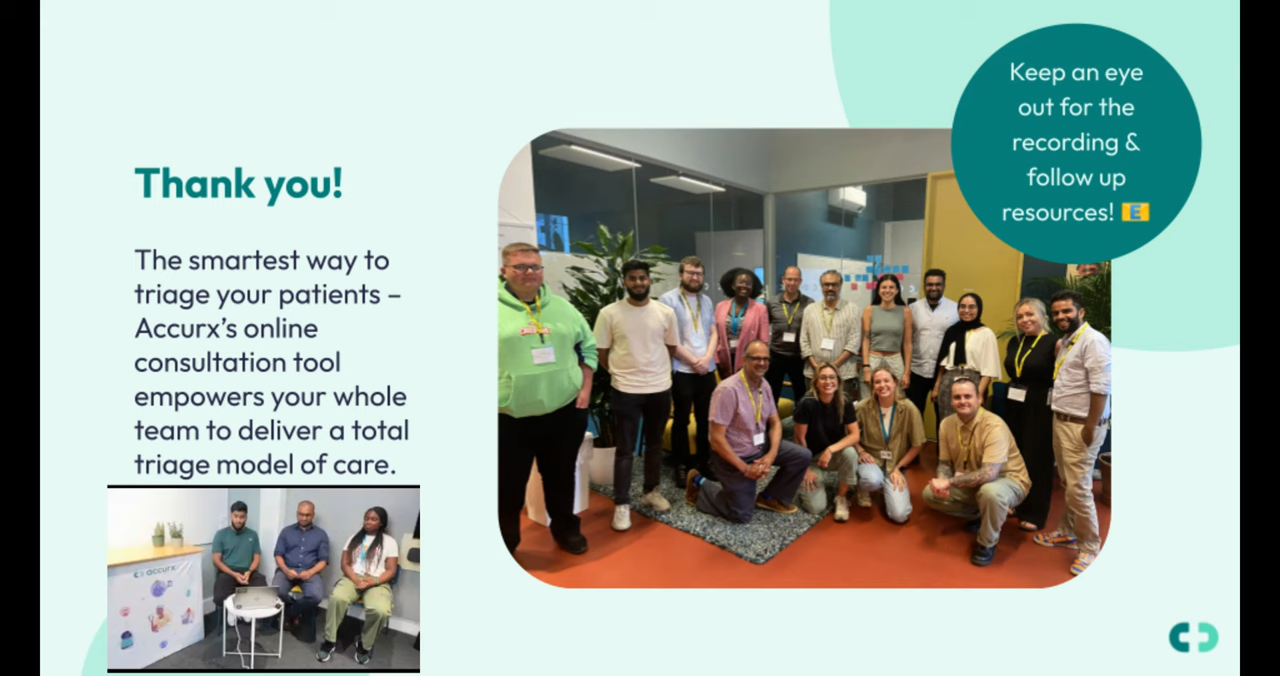 Keep an eye
out for the
recording &
follow up
resources!
Thank you!
The smartest way to
triage your patients –
Accurx's online
consultation tool
empowers your whole
team to deliver a total
triage model of care.
accurx